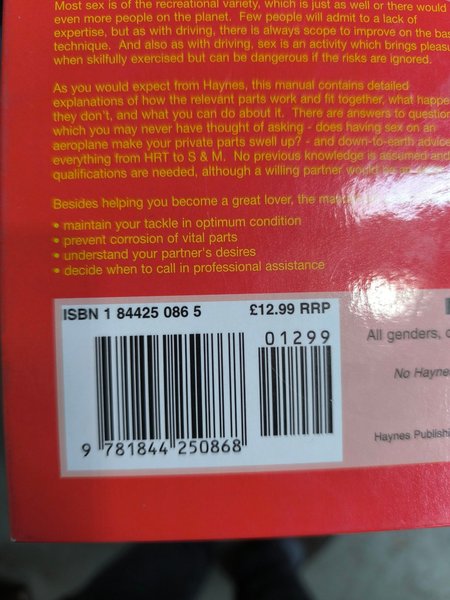 Most sex is of the recreational variety, which is just as well or there would
even more people on the planet. Few people will admit to a lack of
expertise, but as with driving, there is always scope to improve on the bas
technique. And also as with driving, sex is an activity which brings pleas
when skilfully exercised but can be dangerous if the risks are ignored.
As you would expect from Haynes, this manual contains detailed
explanations of how the relevant parts work and fit together, what happe
they don't, and what you can do about it. There are answers to question
which you may never have thought of asking - does having sex on an
aeroplane make your private parts swell up? - and down-to-earth advice
everything from HRT to S & M. No previous knowledge is assumed and
qualifications are needed, although a willing partner would be
Besides helping you become a great lover, the
• maintain your tackle in optimum condition
• prevent corrosion of vital parts
• understand your partner's desires
• decide when to call in professional assistance
ISBN 1 84425 086 5 £12.99 RRP
01299
9 781844 250868
All genders,
No Hayne
Haynes Publishi